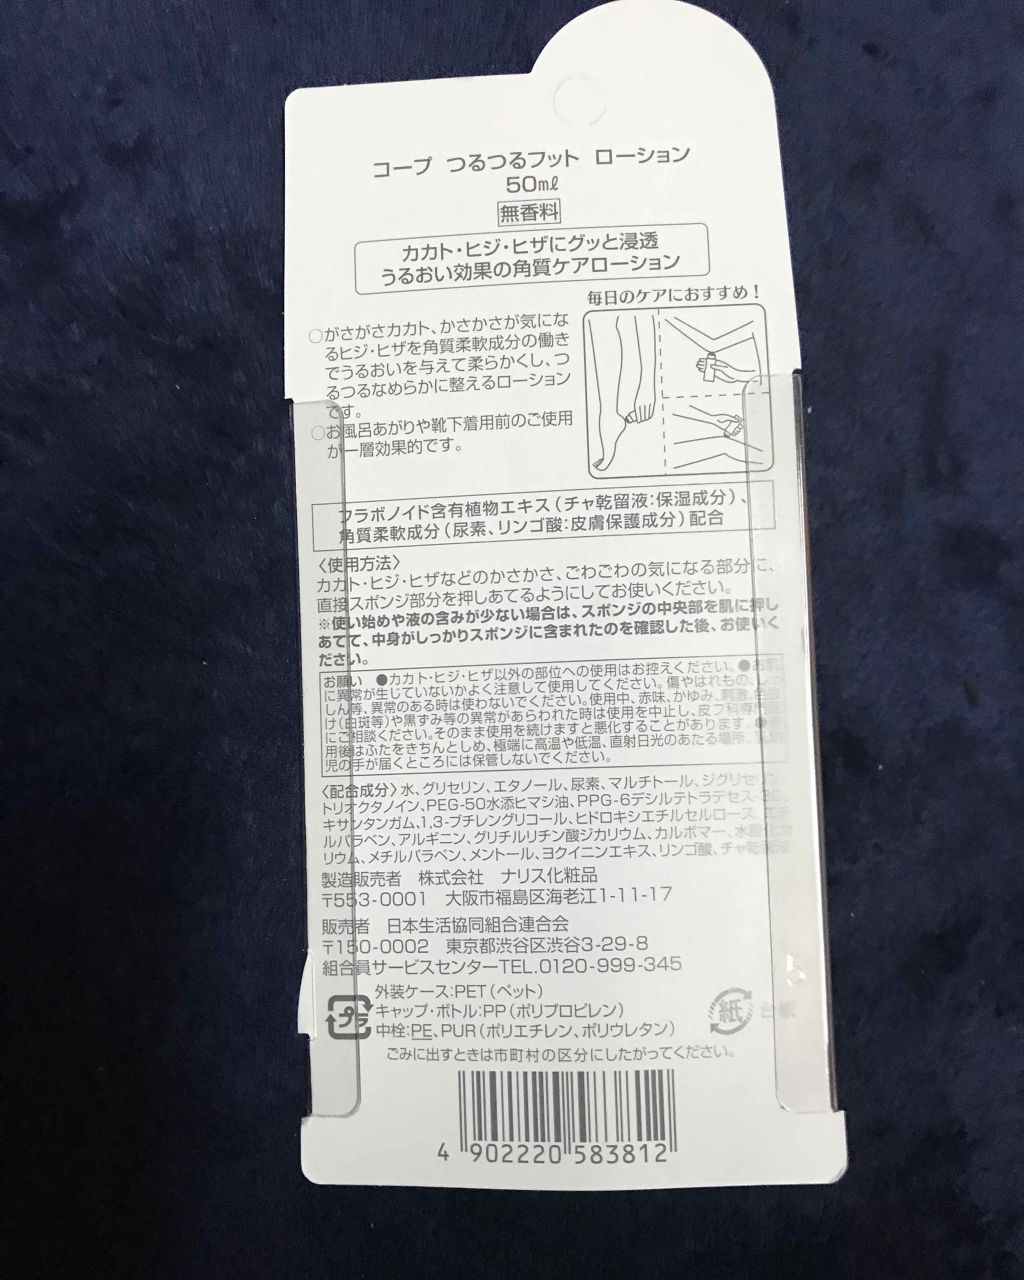 コープ つるつるフット ローション
50mℓ
無香料
カカト・ヒジ・ヒザにグッと浸透
うるおい効果の角質ケアローション
毎日のケアにおすすめ!
○がさがさカカト、かさかさが気にな
るヒジ・ヒザを角質柔軟成分の働き
でうるおいを与えて柔らかくし、つ
るつるなめらかに整えるローション
です。
○お風呂あがりや靴下着用前のご使用
が一層効果的です。
フラボノイド含有植物エキス(チャ乾留液:保湿成分)、
角質柔軟成分(尿素、リンゴ酸:皮膚保護成分)配合
〈使用方法〉
カカト・ヒジ・ヒザなどのかさかさ、ごわごわの気になる部分に、
直接スポンジ部分を押しあてるようにしてお使いください。
※使い始めや液の含みが少ない場合は、スポンジの中央部を肌に押し
あてて、中身がしっかりスポンジに含まれたのを確認した後、お使いく
ださい。
お願い ●カカト・ヒジ・ヒザ以外の部位への使用はお控えください。●お肌
に異常が生じていないかよく注意して使用してください。傷やはれもの、しっ
しん等、異常のある時は使わないでください。使用中、赤味、かゆみ、刺激、色抜
け(白斑等)や黒ずみ等の異常があらわれた時は使用を中止し、皮フ科専門医
にご相談ください。そのまま使用を続けますと悪化することがあります。●使
用後はふたをきちんとしめ、極端に高温や低温、直射日光のあたる場所、乳幼
児の手が届くところには保管しないでください。
〈配合成分〉水、グリセリン、エタノール、尿素、マルチトール、ジグリセリン、
トリオクタノイン、PEG-50水添ヒマシ油、PPG-6デシルテトラデセス-30、
キサンタンガム、1,3-ブチレングリコール、ヒドロキシエチルセルロース、エチ
ルパラベン、アルギニン、グリチルリチン酸ジカリウム、カルボマー、水酸化カ
リウム、メチルパラベン、メントール、ヨクイニンエキス、リンゴ酸、チャ乾留液
製造販売者 株式会社 ナリス化粧品
〒553-0001 大阪市福島区海老江1-11-17
販売者 日本生活協同組合連合会
〒150-0002 東京都渋谷区渋谷3-29-8
組合員サービスセンターTEL.0120-999-345
プラ
外装ケース:PET(ペット)
キャップ・ボトル:PP(ポリプロピレン)
中栓:PE、PUR(ポリエチレン、ポリウレタン)
紙
台紙
ごみに出すときは市町村の区分にしたがってください。
4 902220 583812